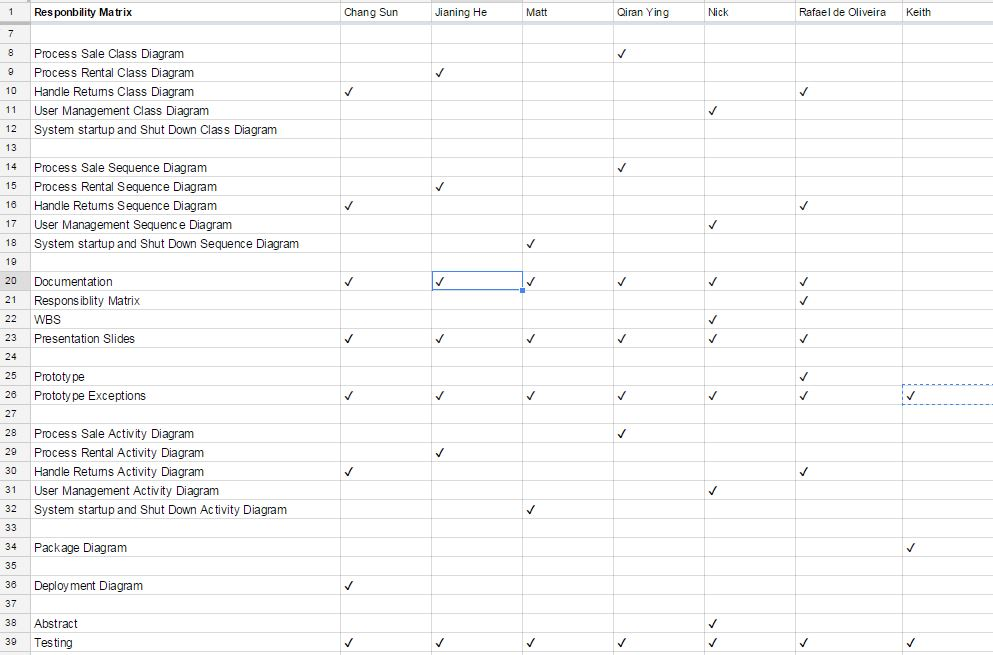 1 Responbility Matrix Chang Sun Jianing He Matt Qiran Ying Nick Rafael de Oliveira Keith
7
8 Process Sale Class Diagram ✓
9 Process Rental Class Diagram ✓
10 Handle Returns Class Diagram ✓ ✓
11 User Management Class Diagram ✓
12 System startup and Shut Down Class Diagram
13
14 Process Sale Sequence Diagram ✓
15 Process Rental Sequence Diagram ✓
16 Handle Returns Sequence Diagram ✓ ✓
17 User Management Sequence Diagram ✓
18 System startup and Shut Down Sequence Diagram ✓
19
20 Documentation ✓ ✓ ✓ ✓ ✓ ✓
21 Responsiblity Matrix ✓
22 WBS ✓
23 Presentation Slides ✓ ✓ ✓ ✓ ✓ ✓
24
25 Prototype ✓
26 Prototype Exceptions ✓ ✓ ✓ ✓ ✓ ✓ ✓
27
28 Process Sale Activity Diagram ✓
29 Process Rental Activity Diagram ✓
30 Handle Returns Activity Diagram ✓ ✓
31 User Management Activity Diagram ✓
32 System startup and Shut Down Activity Diagram ✓
33
34 Package Diagram ✓
35
36 Deployment Diagram ✓
37
38 Abstract ✓
39 Testing ✓ ✓ ✓ ✓ ✓ ✓ ✓